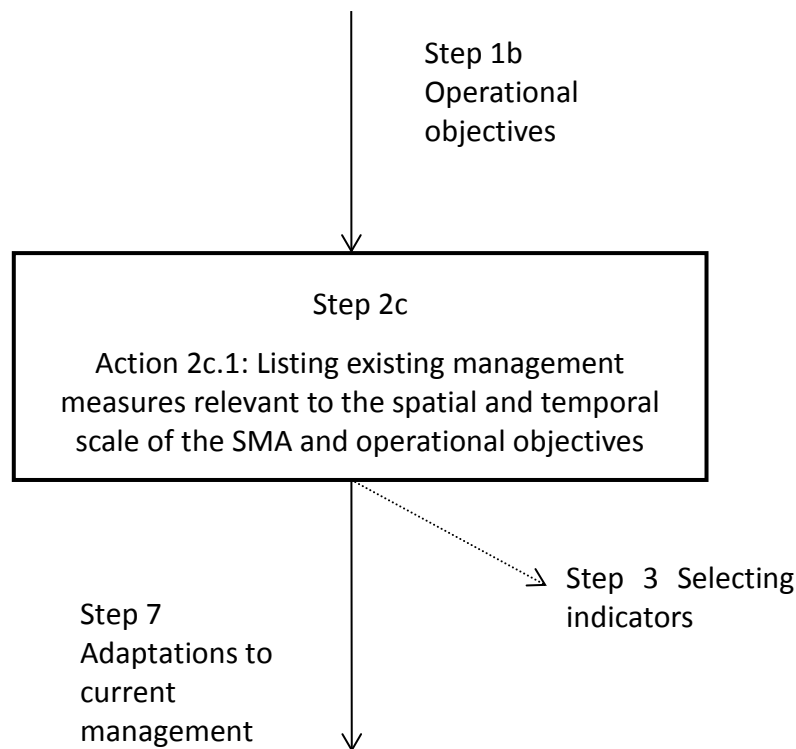 Step 1b
Operational
objectives
Step 2c
Action 2c.1: Listing existing management
measures relevant to the spatial and temporal
scale of the SMA and operational objectives
Step 3 Selecting
indicators
Step 7
Adaptations to
current
management